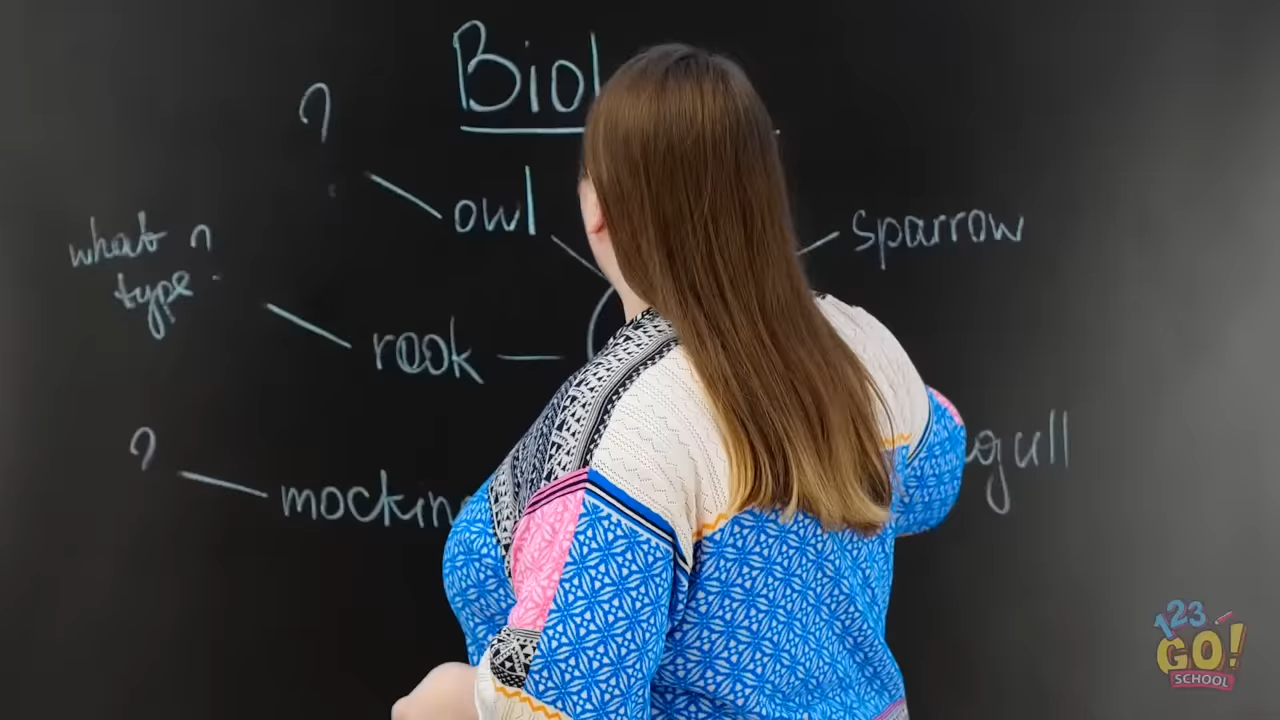 Biol
?
owl
sparrow
what ?
type
rook
gull
?
mockin
123
GO!
SCHOOL